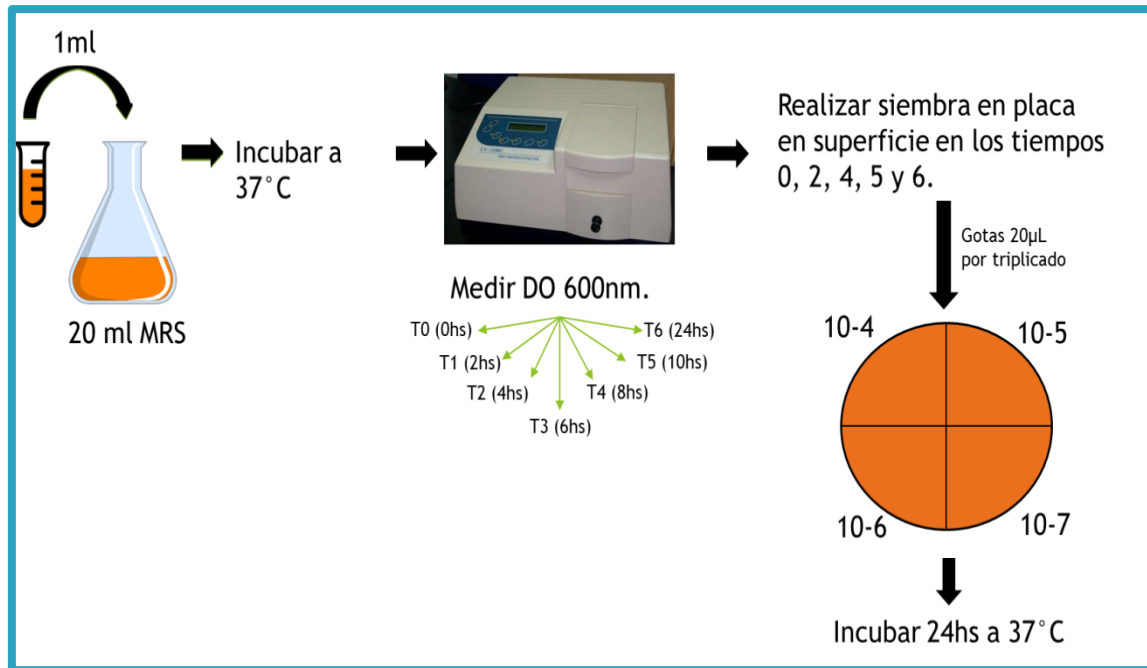 1ml
20 ml MRS
Incubar a
37°C
Medir DO 600nm.
T0 (0hs)
T1 (2hs)
T2 (4hs)
T3 (6hs)
T4 (8hs)
T5 (10hs)
T6 (24hs)
Realizar siembra en placa
en superficie en los tiempos
0, 2, 4, 5 y 6.
Gotas 20µL
por triplicado
10-4
10-5
10-6
10-7
Incubar 24hs a 37°C